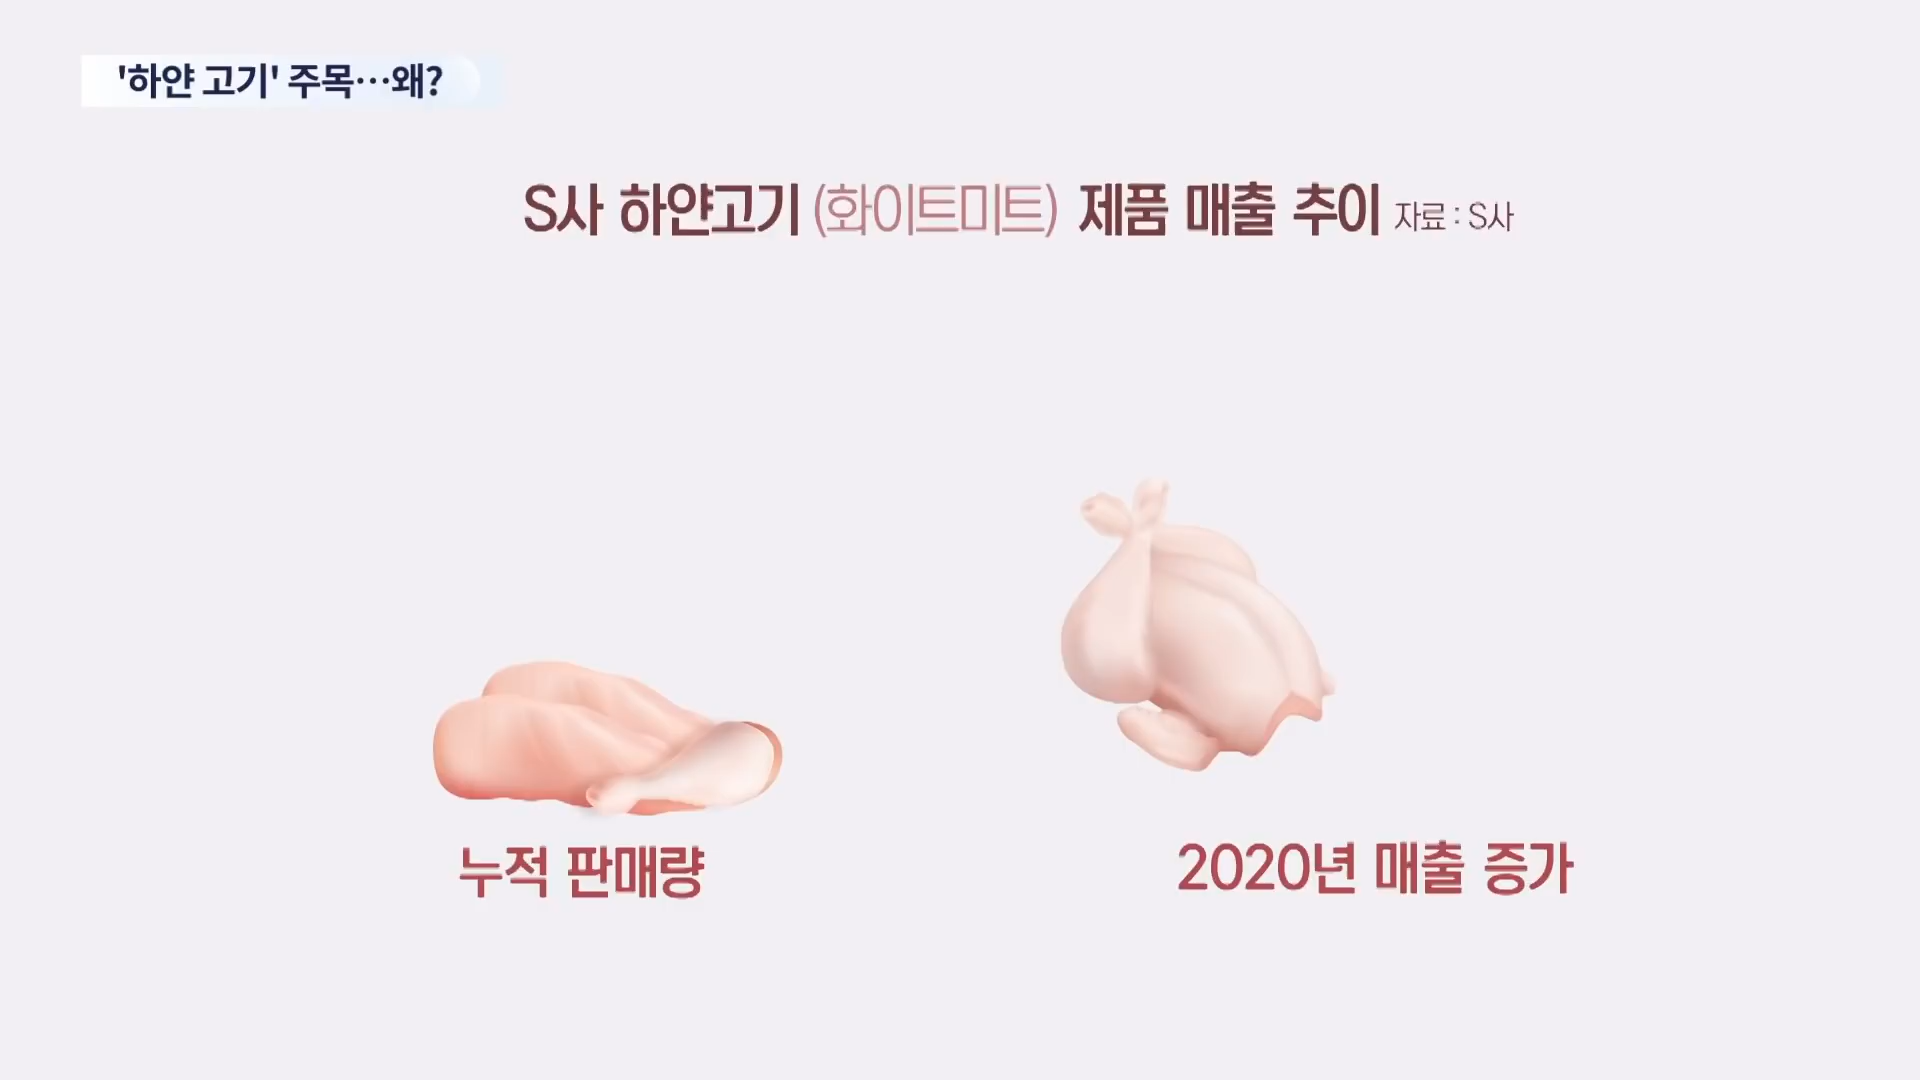 '하얀 고기' 주목…왜?
S사 하얀고기 (화이트미트) 제품 매출 추이 자료 : S사
누적 판매량
2020년 매출 증가